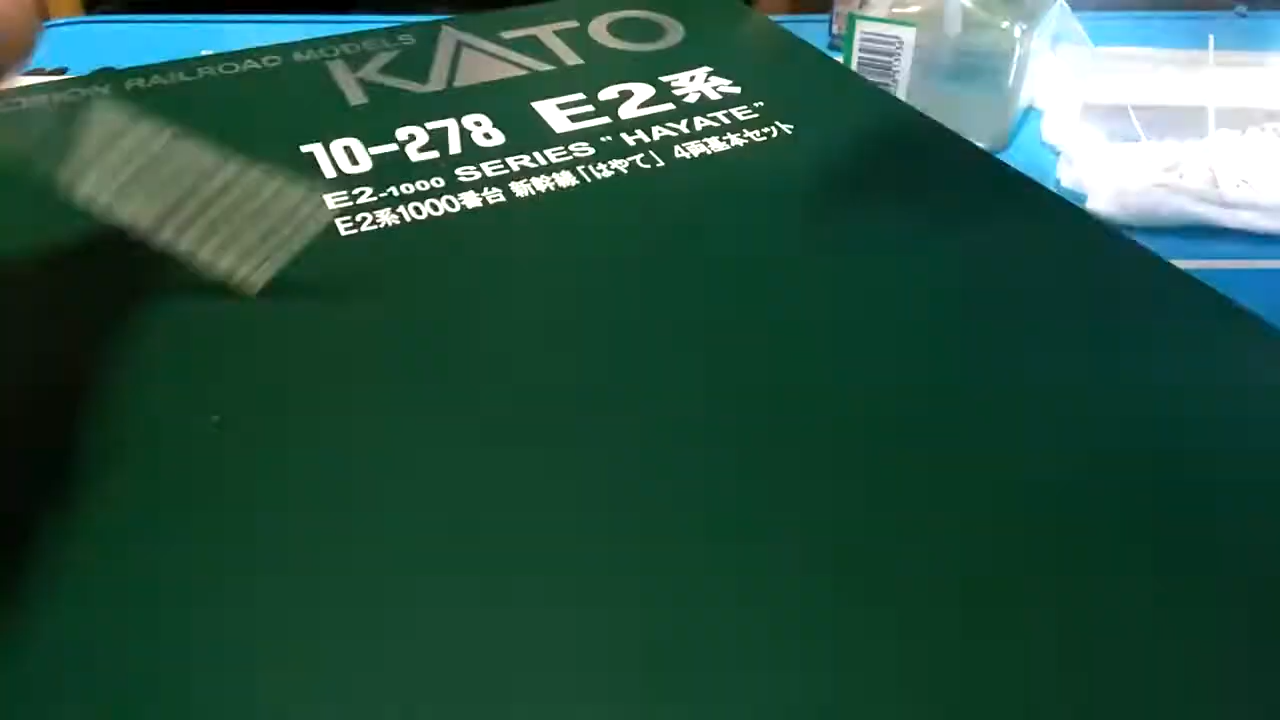 PRECISION RAILROAD MODELS
KATO
10-278 E2系
E2-1000 SERIES "HAYATE"
E2系1000番台 新幹線「はやて」 4両基本セット